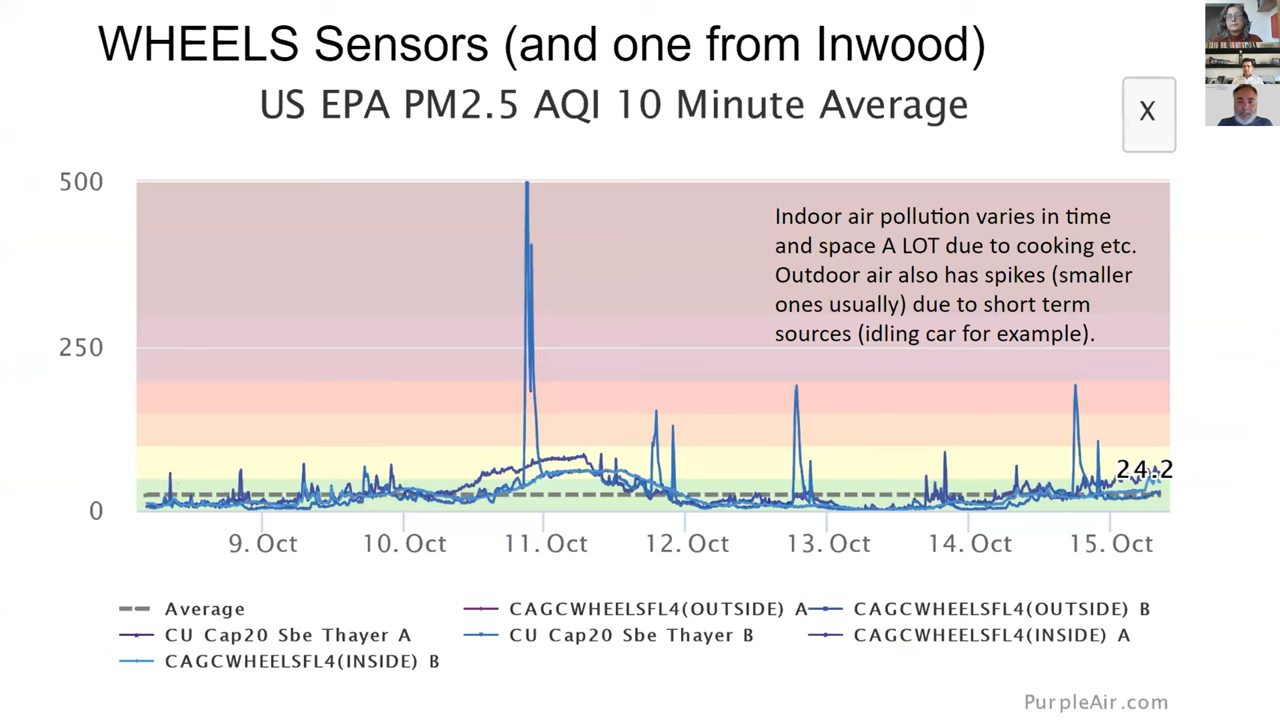 WHEELS Sensors (and one from Inwood)
US EPA PM2.5 AQI 10 Minute Average
X
500
Indoor air pollution varies in time
and space A LOT due to cooking etc.
Outdoor air also has spikes (smaller
ones usually) due to short term
sources (idling car for example).
250
24.2
0
9. Oct 10. Oct 11. Oct 12. Oct 13. Oct 14. Oct 15. Oct
Average CAGCWHEELSFL4(OUTSIDE) A CAGCWHEELSFL4(OUTSIDE) B
CU Cap20 Sbe Thayer A CU Cap20 Sbe Thayer B CAGCWHEELSFL4(INSIDE) A
CAGCWHEELSFL4(INSIDE) B
PurpleAir.com